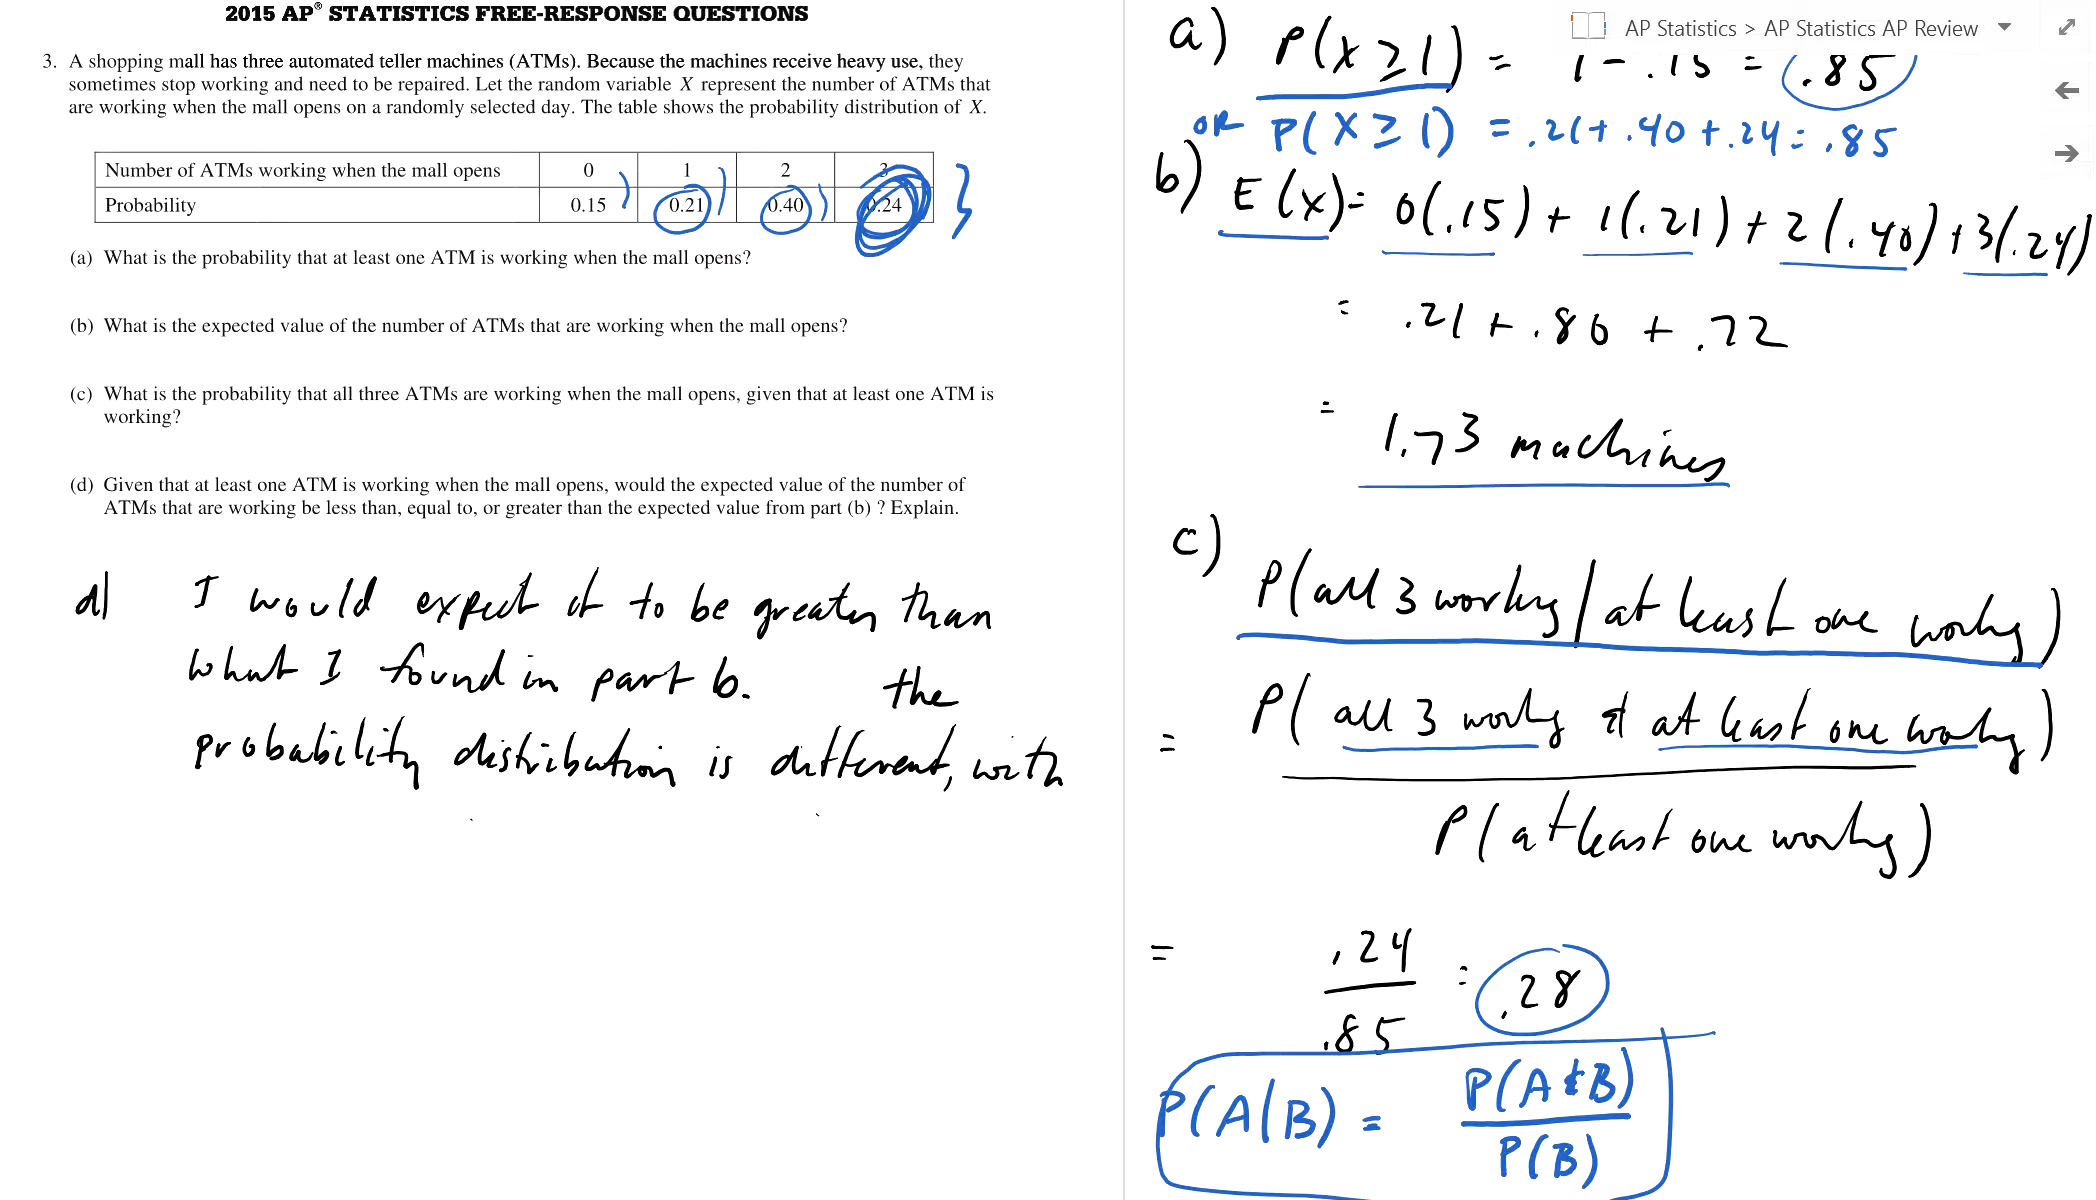 2015 AP® STATISTICS FREE-RESPONSE QUESTIONS
3. A shopping mall has three automated teller machines (ATMs). Because the machines receive heavy use, they
sometimes stop working and need to be repaired. Let the random variable X represent the number of ATMs that
are working when the mall opens on a randomly selected day. The table shows the probability distribution of X.
Number of ATMs working when the mall opens 0 1 2 3
Probability 0.15 0.21 0.40 0.24
(a) What is the probability that at least one ATM is working when the mall opens?
(b) What is the expected value of the number of ATMs that are working when the mall opens?
(c) What is the probability that all three ATMs are working when the mall opens, given that at least one ATM is
working?
(d) Given that at least one ATM is working when the mall opens, would the expected value of the number of
ATMs that are working be less than, equal to, or greater than the expected value from part (b) ? Explain.
d) I would expect it to be greater than
what I found in part b. the
probability distribution is different, with
AP Statistics > AP Statistics AP Review
a) P(x ≥ 1) = 1 - .15 = .85
OR P(X ≥ 1) = .21 + .40 + .24 = .85
b) E(x) = 0(.15) + 1(.21) + 2(.40) + 3(.24)
= .21 + .80 + .72
= 1.73 machines
c) P(all 3 working / at least one working)
= P(all 3 working & at least one working)
P(at least one working)
= .24 = .28
.85
P(A|B) = P(A & B)
P(B)